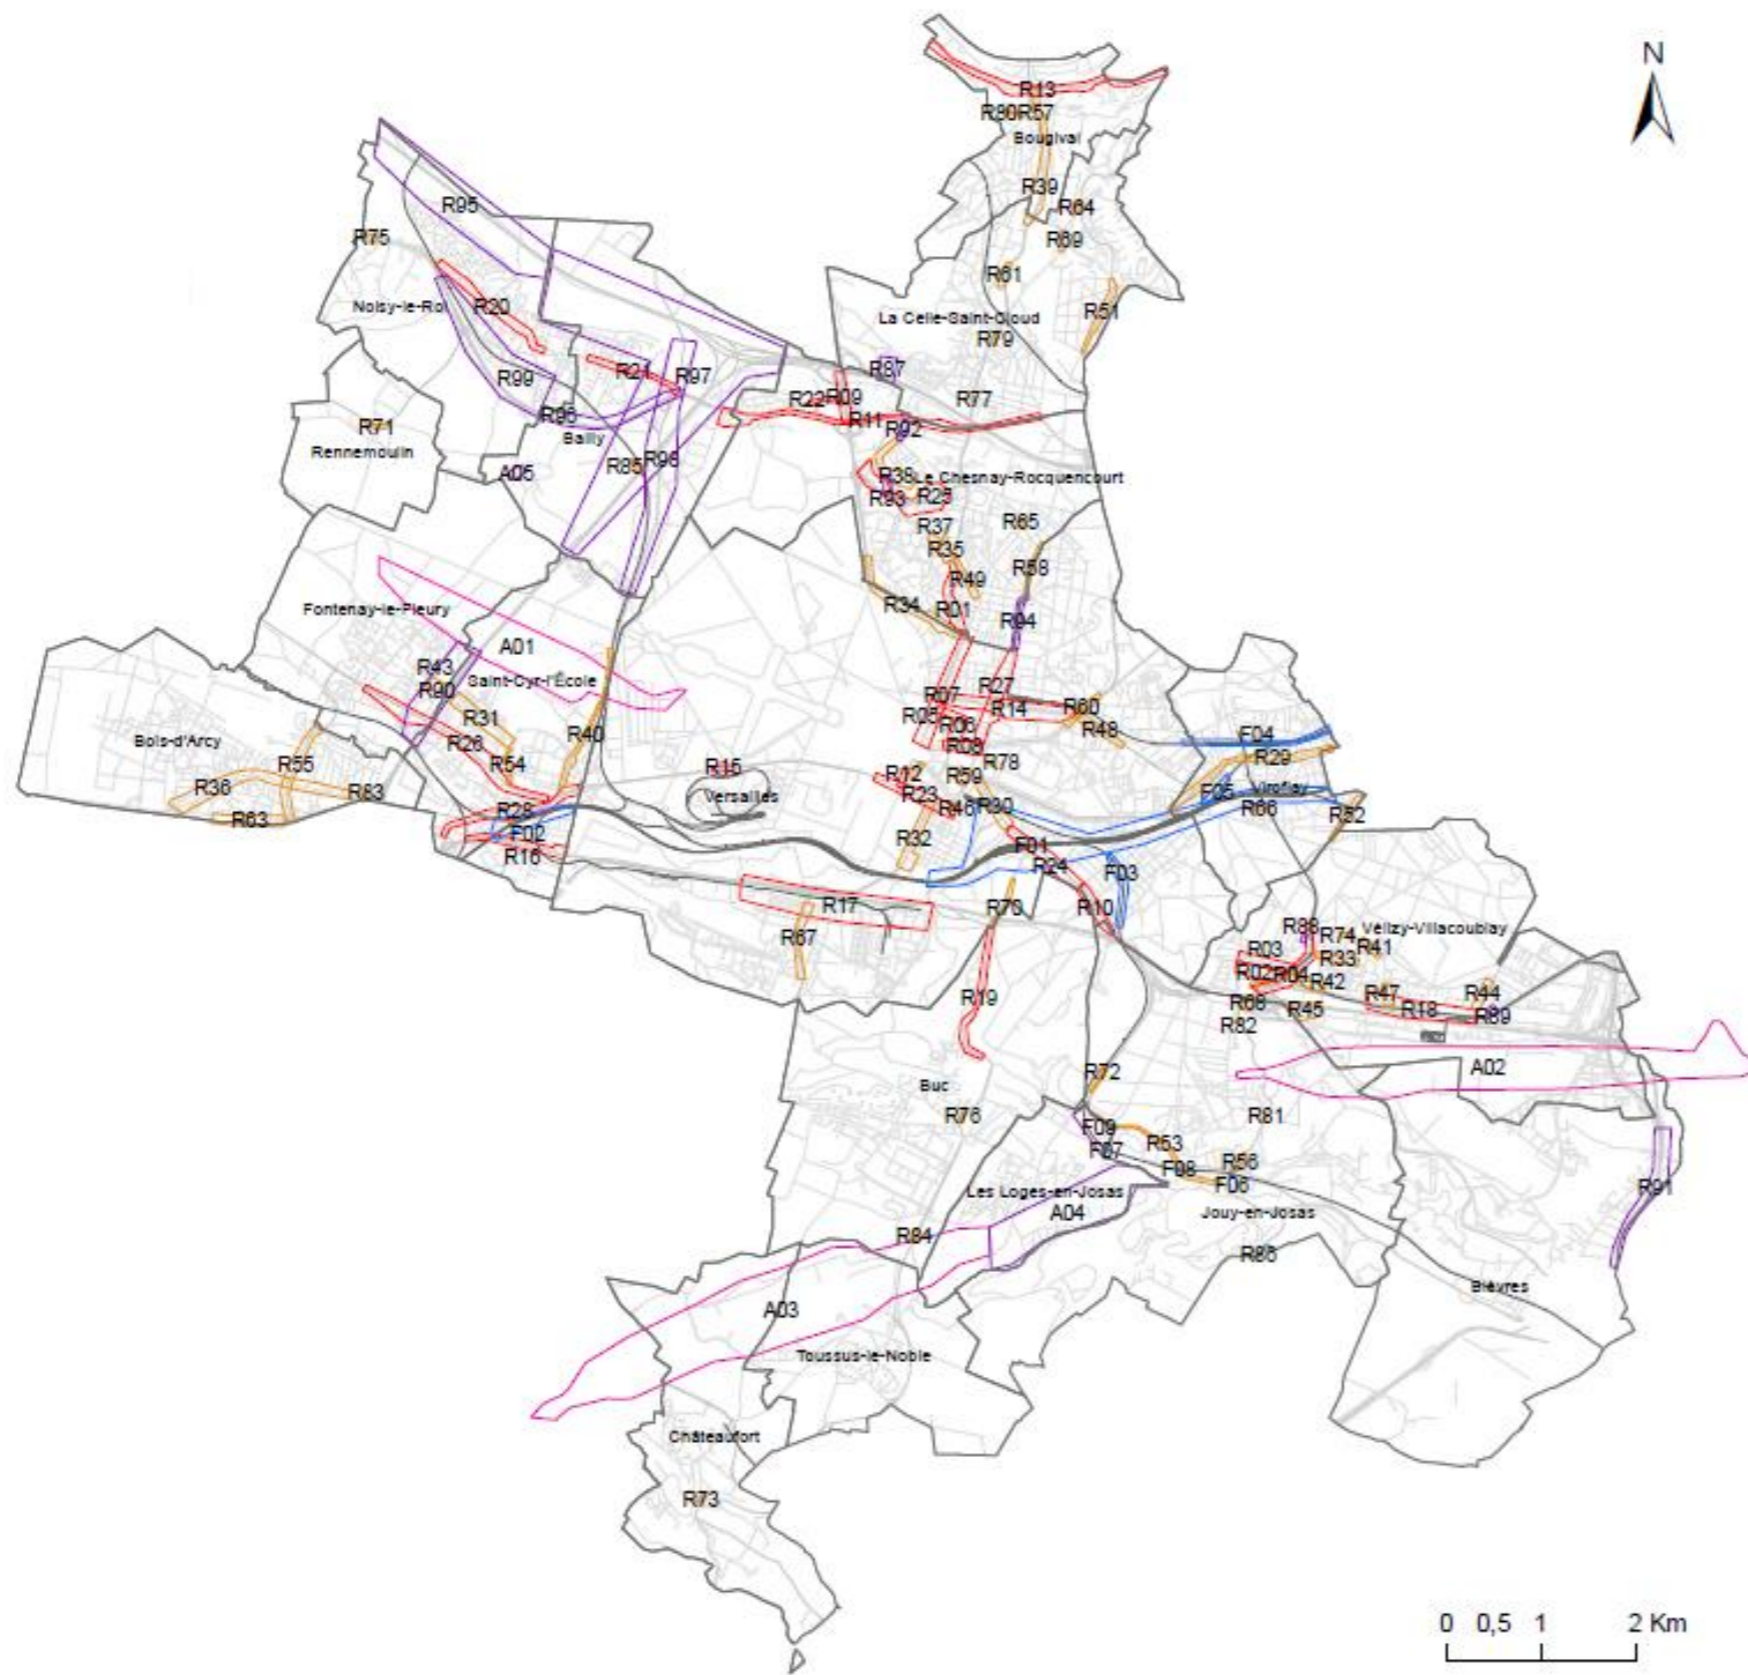 N
R13
R80 R57
Bougival
R39
R64
R95
R75
R69
R61
Noisy-le-Roi
R20
R51
La Celle-Saint-Cloud
R79
R87
R21
R97
R99
R22
R09
R77
R96
R11
R92
R71
Bailly
Rennemoulin
R85
R98
A05
R38
Le Chesnay-Rocquencourt
R93
R25
R37
R65
R35
R58
R49
R34
R01
R94
Fontenay-le-Fleury
A01
R43
Saint-Cyr-l'École
R90
R27
R07
R14
R60
R05
R06
R48
R31
R40
F04
Bois-d'Arcy
R26
R08
R29
R55
R54
R78
R15
R12
R59
R36
R83
Versailles
R23
F05
Viroflay
R46
R30
R66
R52
R63
R28
F02
R32
F01
R16
R24
F03
R17
R70
R10
R67
R88
R74
Vélizy-Villacoublay
R03
R33
R41
R02
R04
R42
R19
R68
R45
R47
R18
R44
R82
R89
A02
R72
Buc
R76
R81
F09
F07
R53
F08
R56
F06
R91
Les Loges-en-Josas
A04
Jouy-en-Josas
R84
R86
A03
Bièvres
Toussus-le-Noble
Châteaufort
R73
0 0,5 1 2 Km